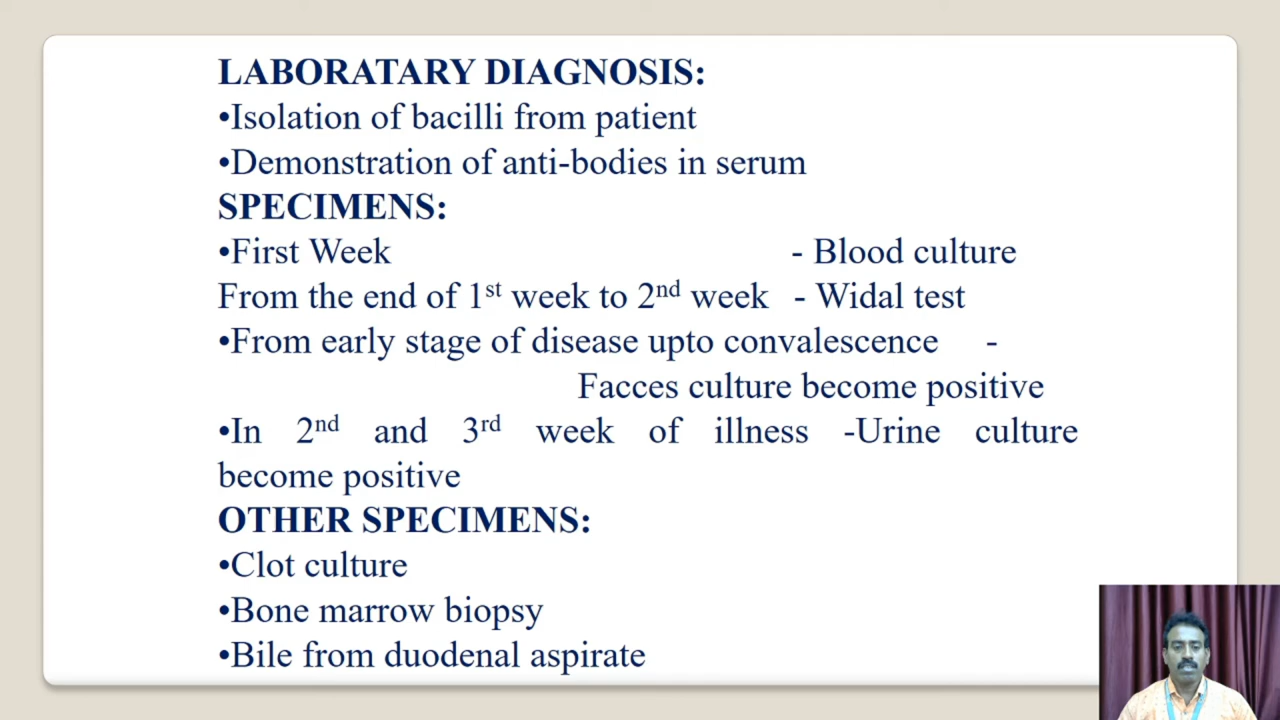 LABORATARY DIAGNOSIS:
•Isolation of bacilli from patient
•Demonstration of anti-bodies in serum
SPECIMENS:
•First Week - Blood culture
From the end of 1st week to 2nd week - Widal test
•From early stage of disease upto convalescence -
Facces culture become positive
•In 2nd and 3rd week of illness -Urine culture
become positive
OTHER SPECIMENS:
•Clot culture
•Bone marrow biopsy
•Bile from duodenal aspirate